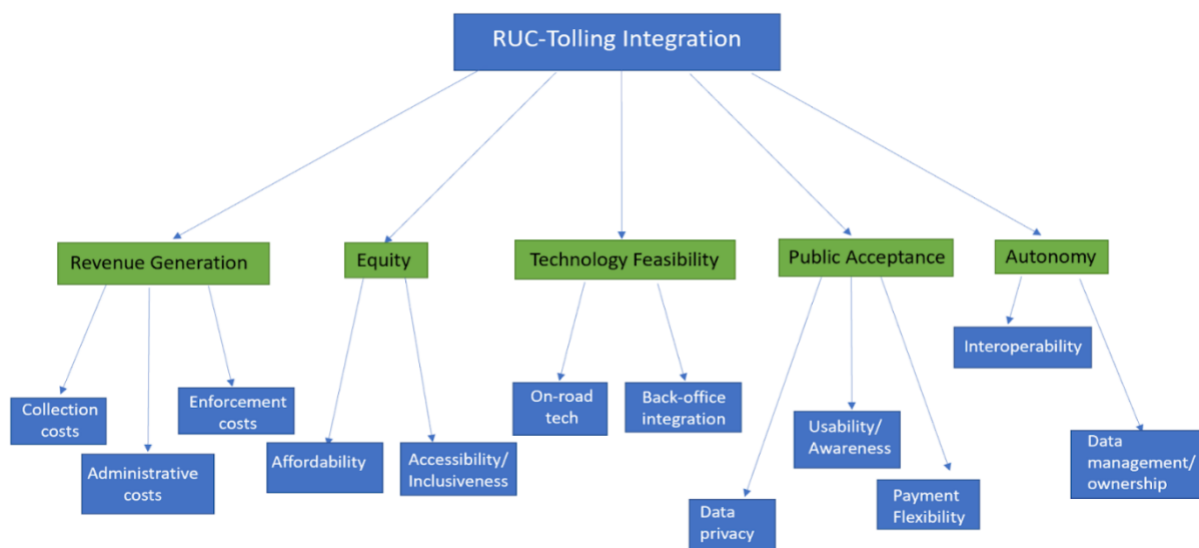 RUC-Tolling Integration
Revenue Generation
Equity
Technology Feasibility
Public Acceptance
Autonomy
Collection
costs
Administrative
costs
Enforcement
costs
Affordability
Accessibility/
Inclusiveness
On-road
tech
Back-office
integration
Data
privacy
Usability/
Awareness
Payment
Flexibility
Interoperability
Data
management/
ownership